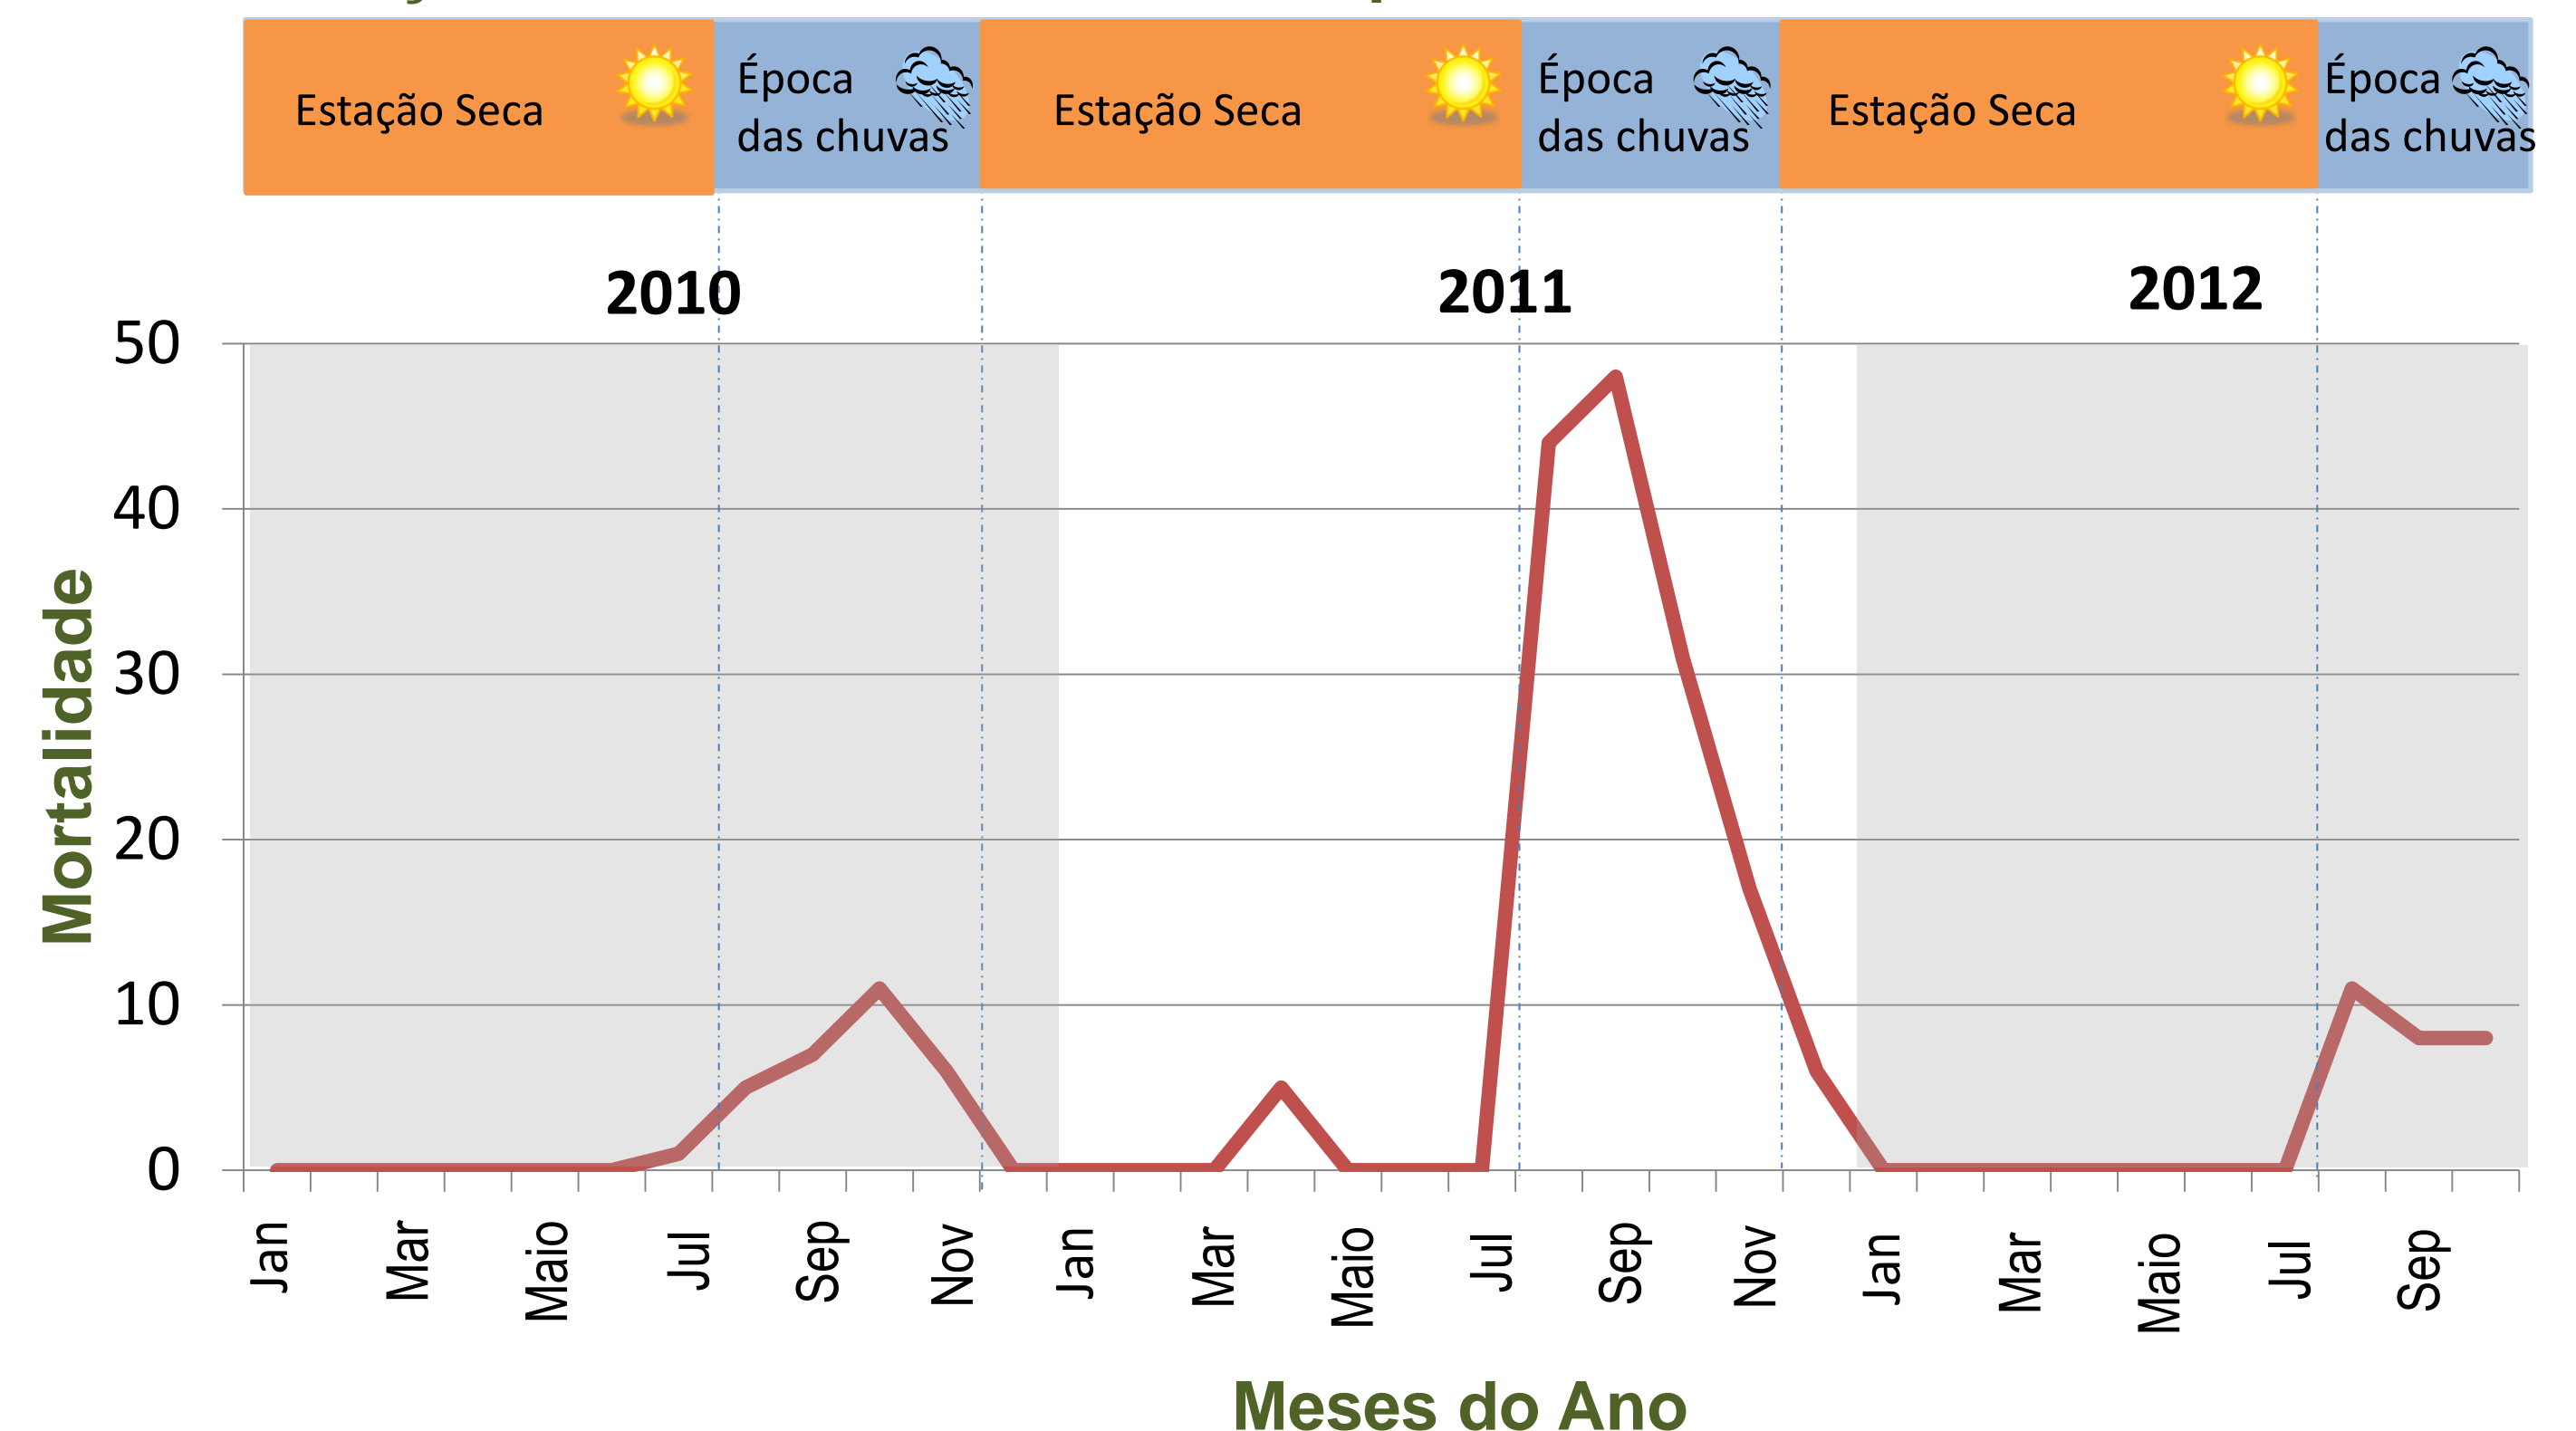 Estação Seca
Época
das chuvas
Estação Seca
Época
das chuvas
Estação Seca
Época
das chuvas
2010
2011
2012
50
40
30
20
10
0
Mortalidade
Jan
Mar
Maio
Jul
Sep
Nov
Jan
Mar
Maio
Jul
Sep
Nov
Jan
Mar
Maio
Jul
Sep
Meses do Ano